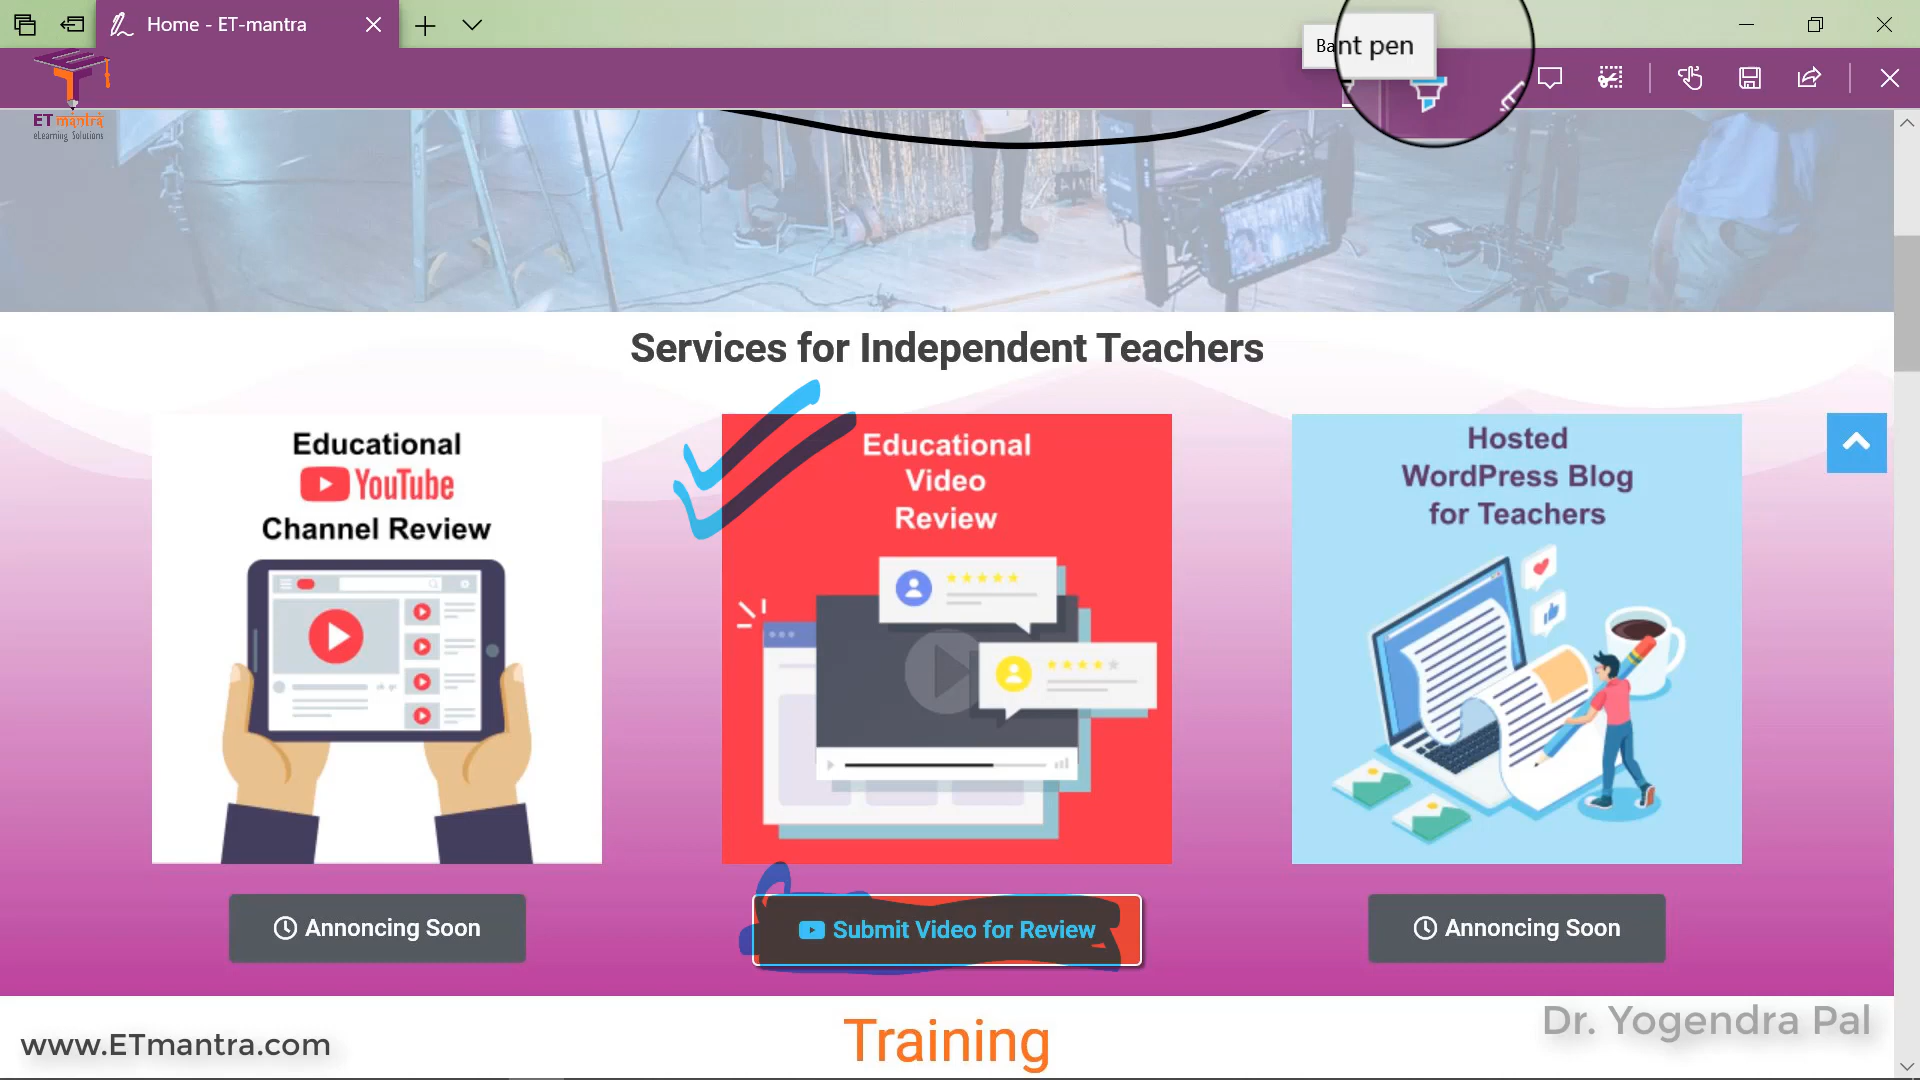 Home - ET-mantra
Ba
nt pen
ET mantra
eLearning Solutions
Services for Independent Teachers
Educational
YouTube
Channel Review
Educational
Video
Review
Hosted
WordPress Blog
for Teachers
Annoncing Soon
Submit Video for Review
Annoncing Soon
Training
www.ETmantra.com
Dr. Yogendra Pal